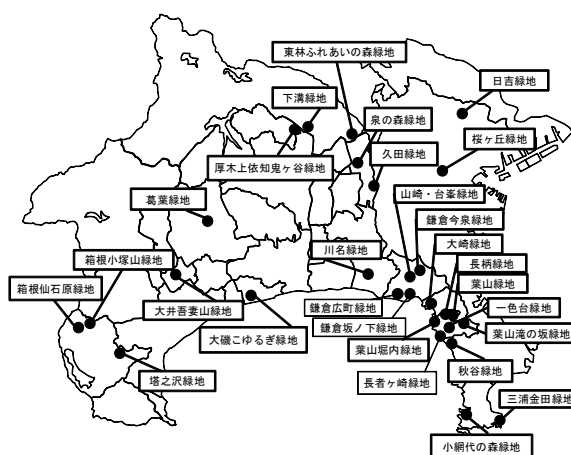 東林ふれあいの森緑地
日吉緑地
下溝緑地
泉の森緑地
桜ヶ丘緑地
久田緑地
厚木上依知鬼ヶ谷緑地
山崎・台峯緑地
葛葉緑地
鎌倉今泉緑地
大崎緑地
川名緑地
箱根小塚山緑地
長柄緑地
葉山緑地
箱根仙石原緑地
鎌倉広町緑地
一色台緑地
大井吾妻山緑地
鎌倉坂ノ下緑地
葉山滝の坂緑地
大磯こゆるぎ緑地
葉山堀内緑地
秋谷緑地
塔之沢緑地
長者ヶ崎緑地
三浦金田緑地
小網代の森緑地